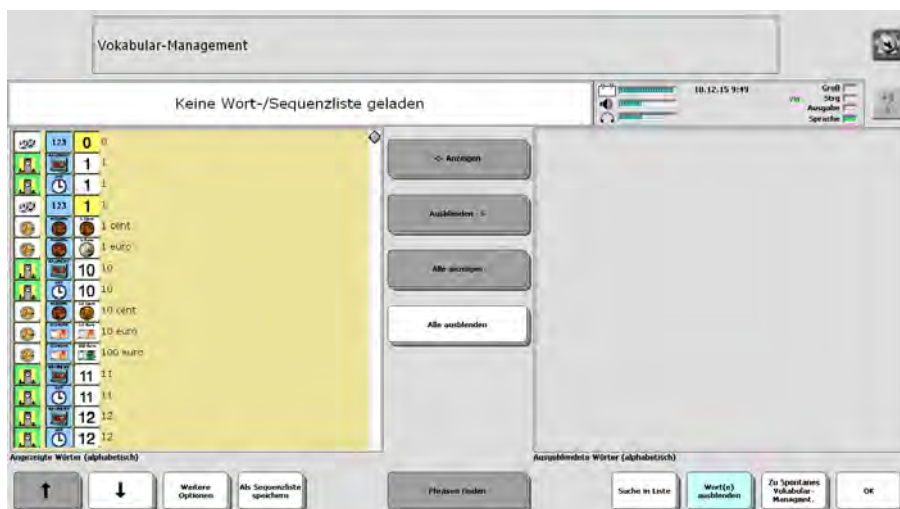 Vokabular-Management
Keine Wort-/Sequenzliste geladen
10.12.15 9:49
Groß
Strg
Ausgabe
Sprache
123 0 0
1 1
1 1
123 1 1
1 cent
1 euro
10 10
10 10
10 cent
10 euro
100 euro
11 11
11 11
12 12
12 12
<- Anzeigen
Ausblenden ->
Alle anzeigen
Alle ausblenden
Angezeigte Wörter (alphabetisch)
Ausgeblendete Wörter (alphabetisch)
Weitere
Optionen
Als Sequenzliste
speichern
Phrasen finden
Suche in Liste
Wort(e)
ausblenden
Zu Spontanes
Vokabular-
Managmt.
OK